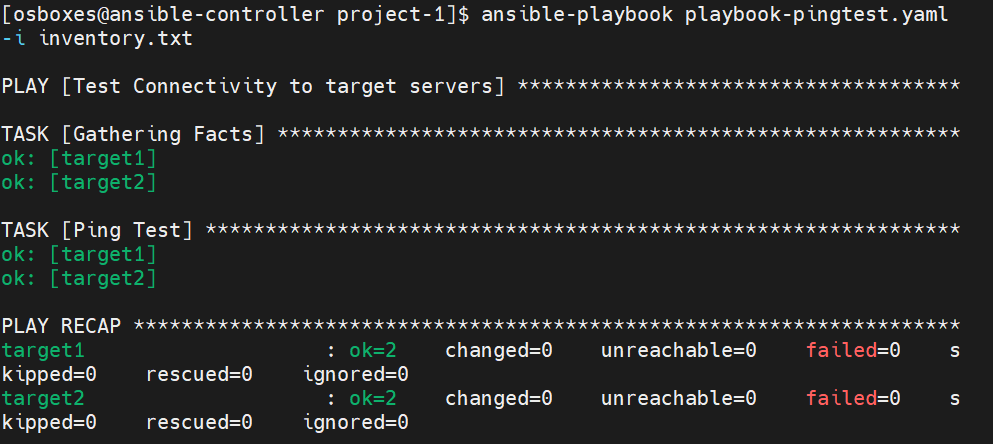 [osboxes@ansible-controller project-1]$ ansible-playbook playbook-pingtest.yaml
-i inventory.txt
PLAY [Test Connectivity to target servers] *************************************
TASK [Gathering Facts] *********************************************************
ok: [target1]
ok: [target2]
TASK [Ping Test] ***************************************************************
ok: [target1]
ok: [target2]
PLAY RECAP *********************************************************************
target1                    : ok=2    changed=0    unreachable=0    failed=0    s
kipped=0    rescued=0    ignored=0
target2                    : ok=2    changed=0    unreachable=0    failed=0    s
kipped=0    rescued=0    ignored=0